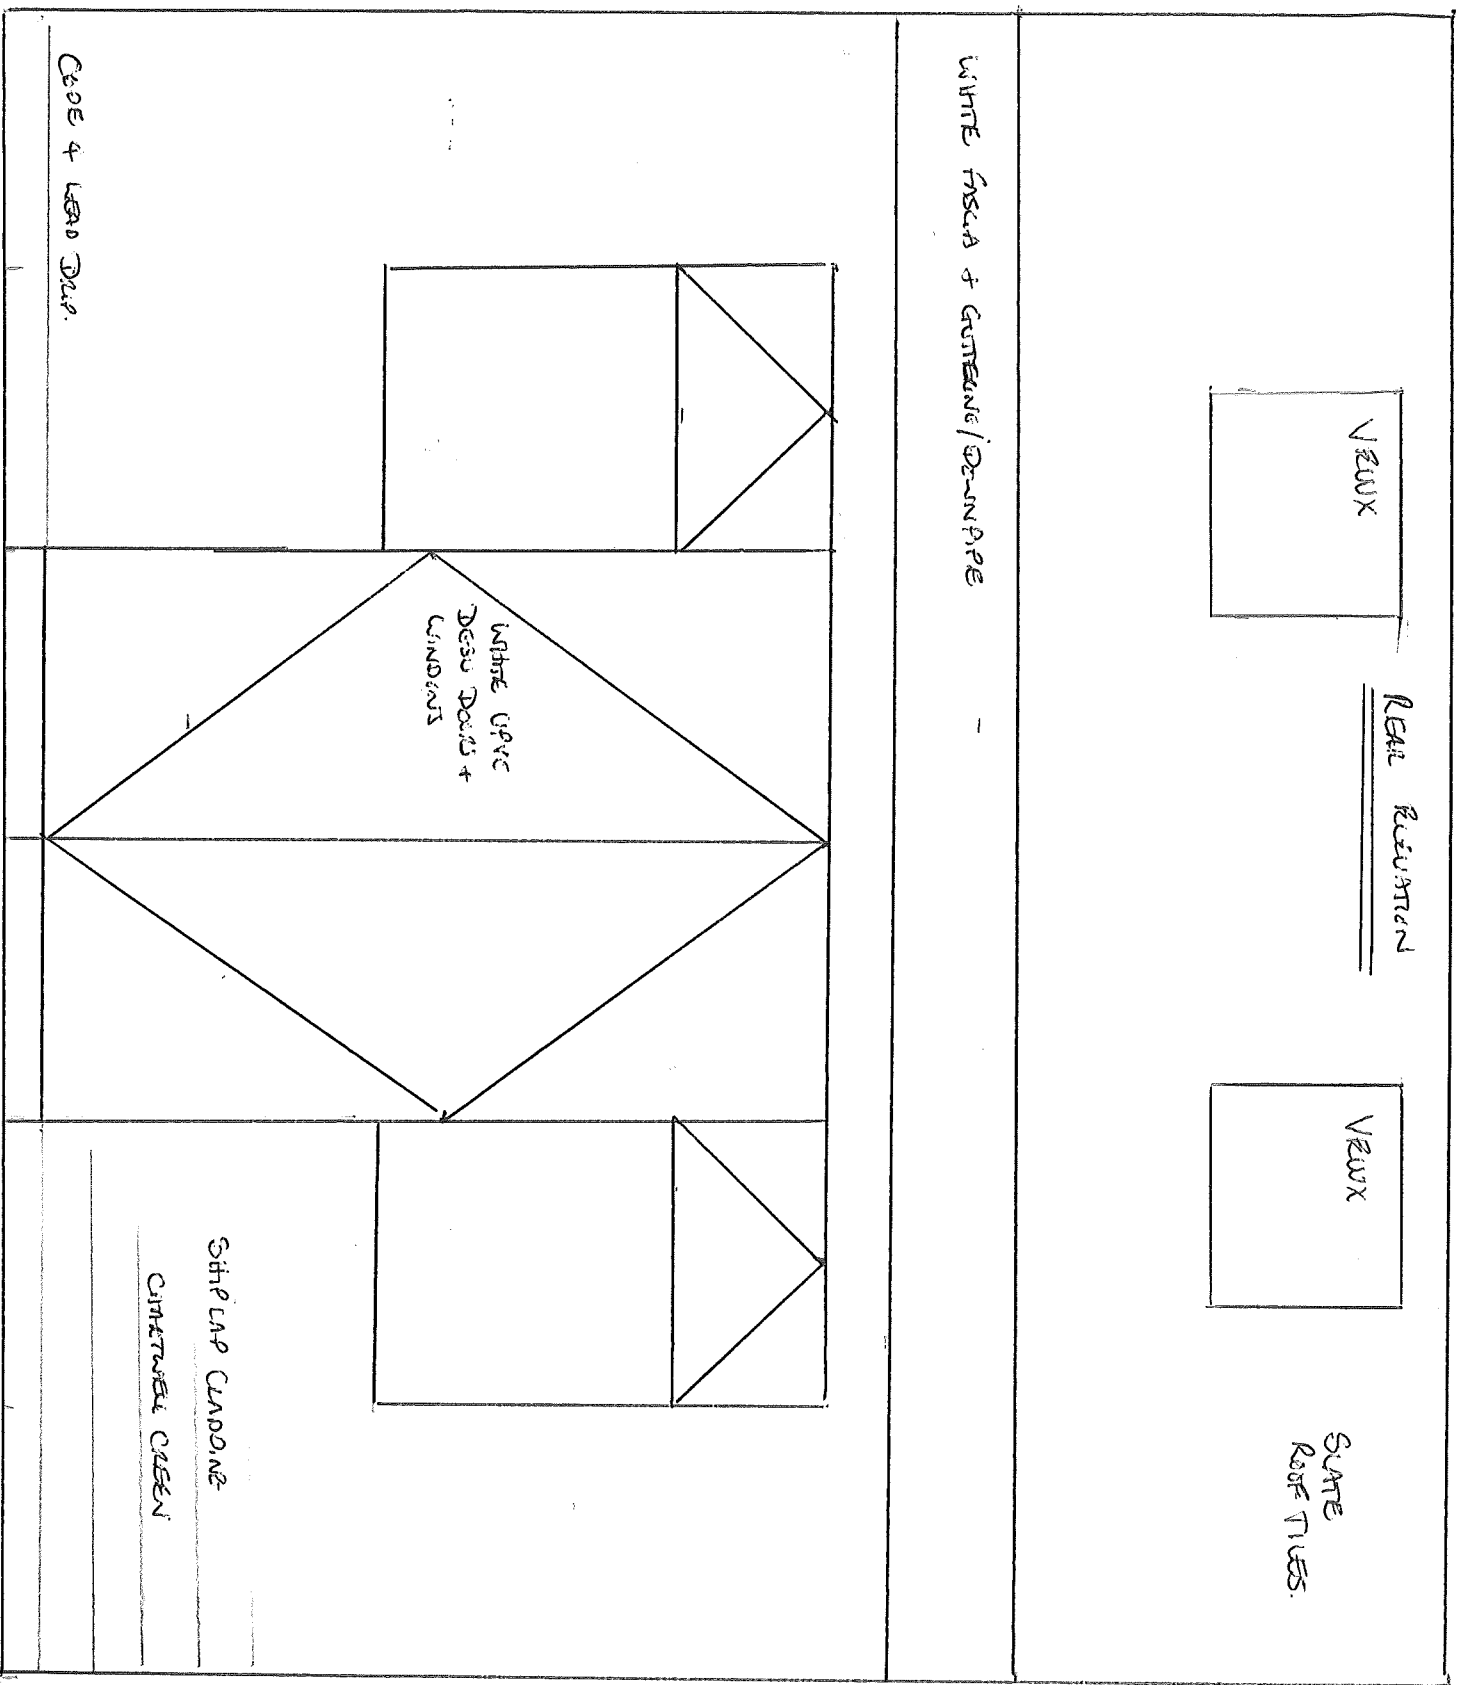 REAR ELEVATION
VELUX
VELUX
SLATE
ROOF TILES.
WHITE FASCIA + GUTTERING/DOWNPIPE
WHITE UPVC
DOORS +
WINDOWS
SHIPLAP CLADDING
CHARTWELL GREEN
CODE 4 LEAD DRIP.